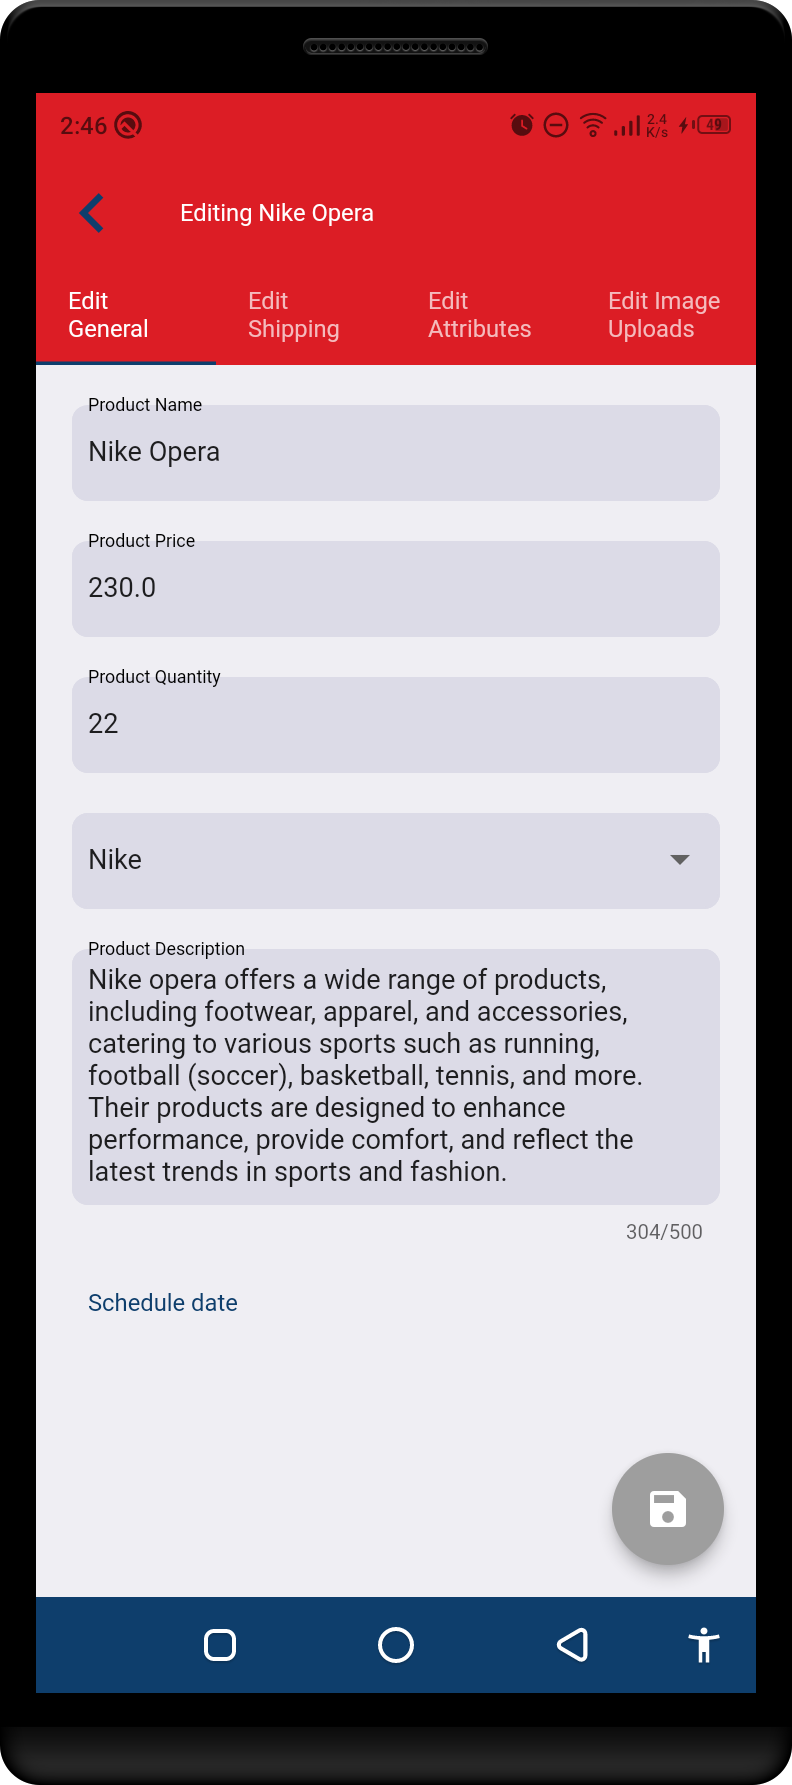 2:46
2.4
K/s
49
Editing Nike Opera
Edit
General
Edit
Shipping
Edit
Attributes
Edit Image
Uploads
Product Name
Nike Opera
Product Price
230.0
Product Quantity
22
Nike
Product Description
Nike opera offers a wide range of products,
including footwear, apparel, and accessories,
catering to various sports such as running,
football (soccer), basketball, tennis, and more.
Their products are designed to enhance
performance, provide comfort, and reflect the
latest trends in sports and fashion.
304/500
Schedule date